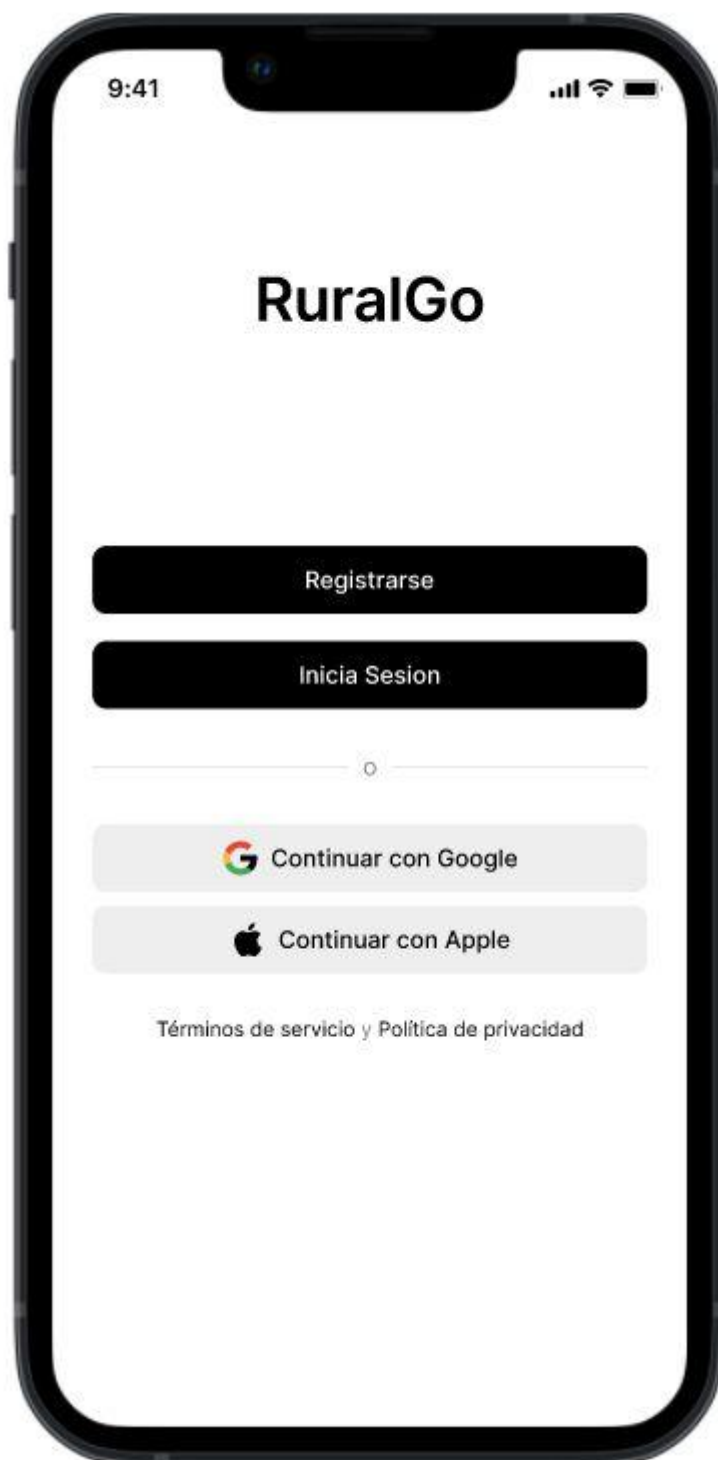 9:41
RuralGo
Registrarse
Inicia Sesion
O
Continuar con Google
Continuar con Apple
Términos de servicio y Política de privacidad